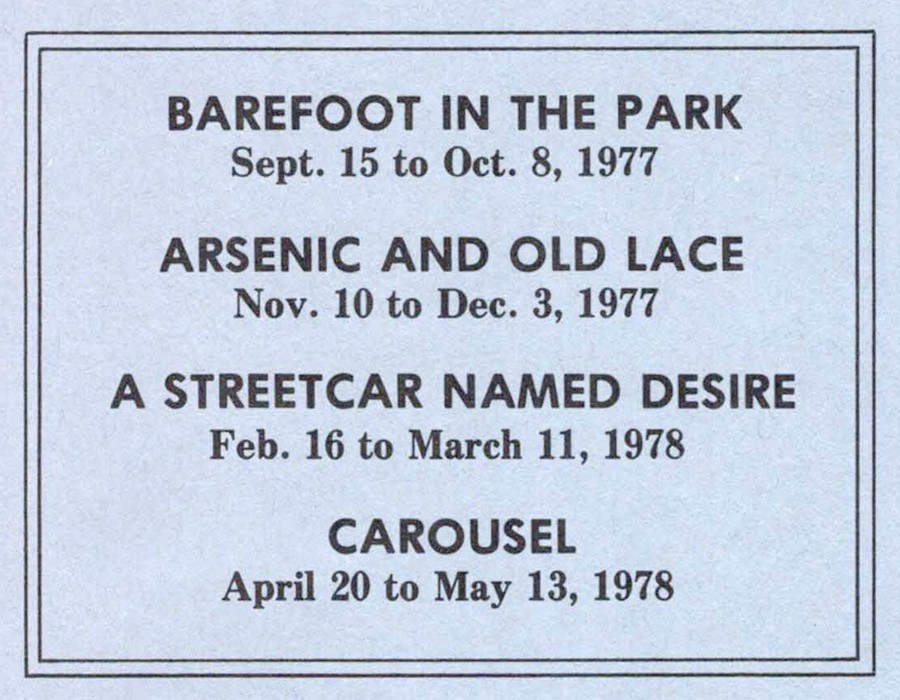 BAREFOOT IN THE PARK
Sept. 15 to Oct. 8, 1977
ARSENIC AND OLD LACE
Nov. 10 to Dec. 3, 1977
A STREETCAR NAMED DESIRE
Feb. 16 to March 11, 1978
CAROUSEL
April 20 to May 13, 1978